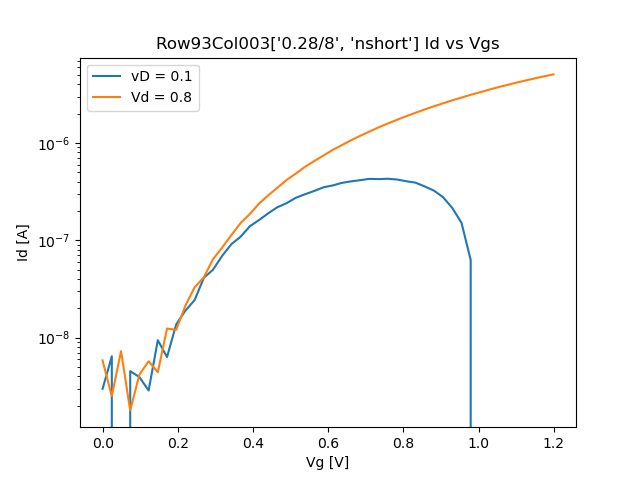 Row93Col003['0.28/8', 'nshort'] Id vs Vgs
vD = 0.1
Vd = 0.8
Id [A]
10⁻⁶
10⁻⁷
10⁻⁸
0.0 0.2 0.4 0.6 0.8 1.0 1.2
Vg [V]